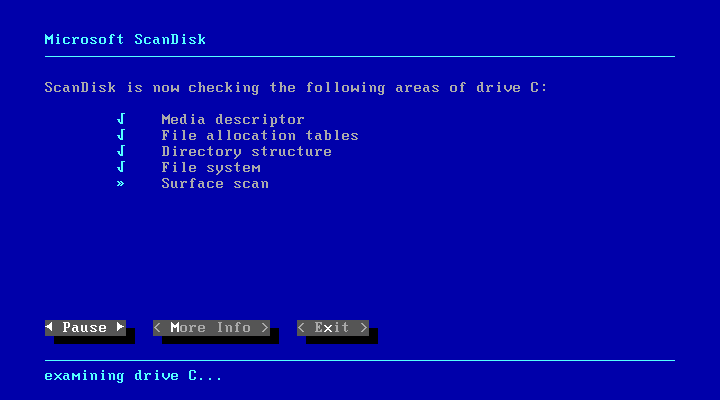 Microsoft ScanDisk
ScanDisk is now checking the following areas of drive C:
√ Media descriptor
√ File allocation tables
√ Directory structure
√ File system
» Surface scan
◄ Pause ► < More Info > < Exit >
examining drive C...